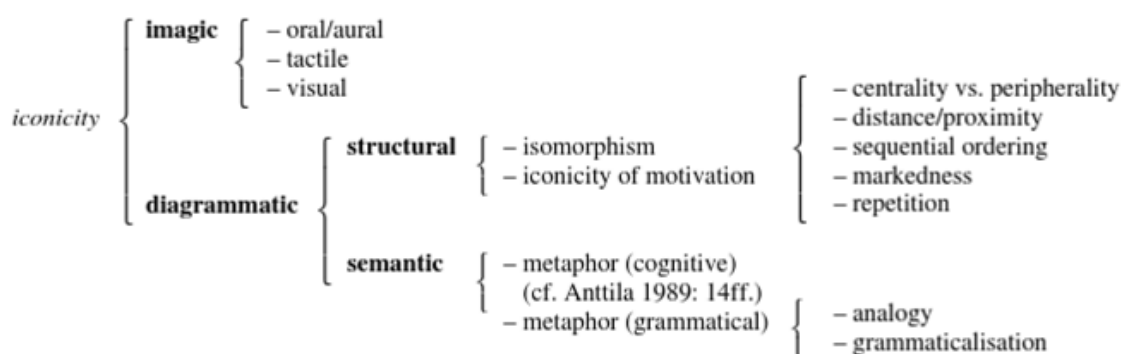 iconicity
imagic
– oral/aural
– tactile
– visual
diagrammatic
structural
– isomorphism
– iconicity of motivation
– centrality vs. peripherality
– distance/proximity
– sequential ordering
– markedness
– repetition
semantic
– metaphor (cognitive)
(cf. Anttila 1989: 14ff.)
– metaphor (grammatical)
– analogy
– grammaticalisation